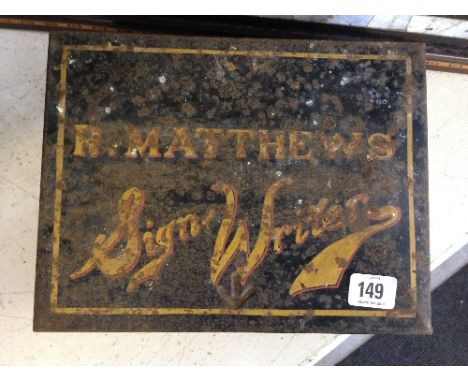 R. MATTHEWS
Sign Writer
149